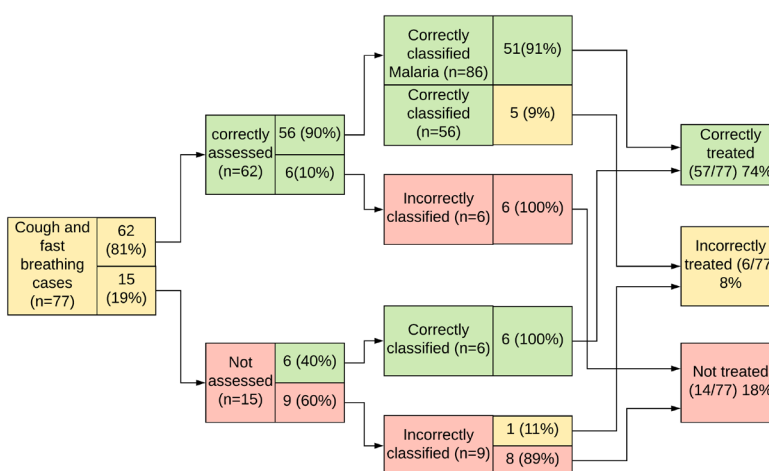 Cough and
fast
breathing
cases
(n=77)
62
(81%)
15
(19%)
correctly
assessed
(n=62)
56 (90%)
6(10%)
Not
assessed
(n=15)
6 (40%)
9 (60%)
Correctly
classified
Malaria (n=86)
51(91%)
Correctly
classified
(n=56)
5 (9%)
Incorrectly
classified (n=6)
6 (100%)
Correctly
classified (n=6)
6 (100%)
Incorrectly
classified (n=9)
1 (11%)
8 (89%)
Correctly
treated
(57/77) 74%
Incorrectly
treated (6/77
8%
Not treated
(14/77) 18%